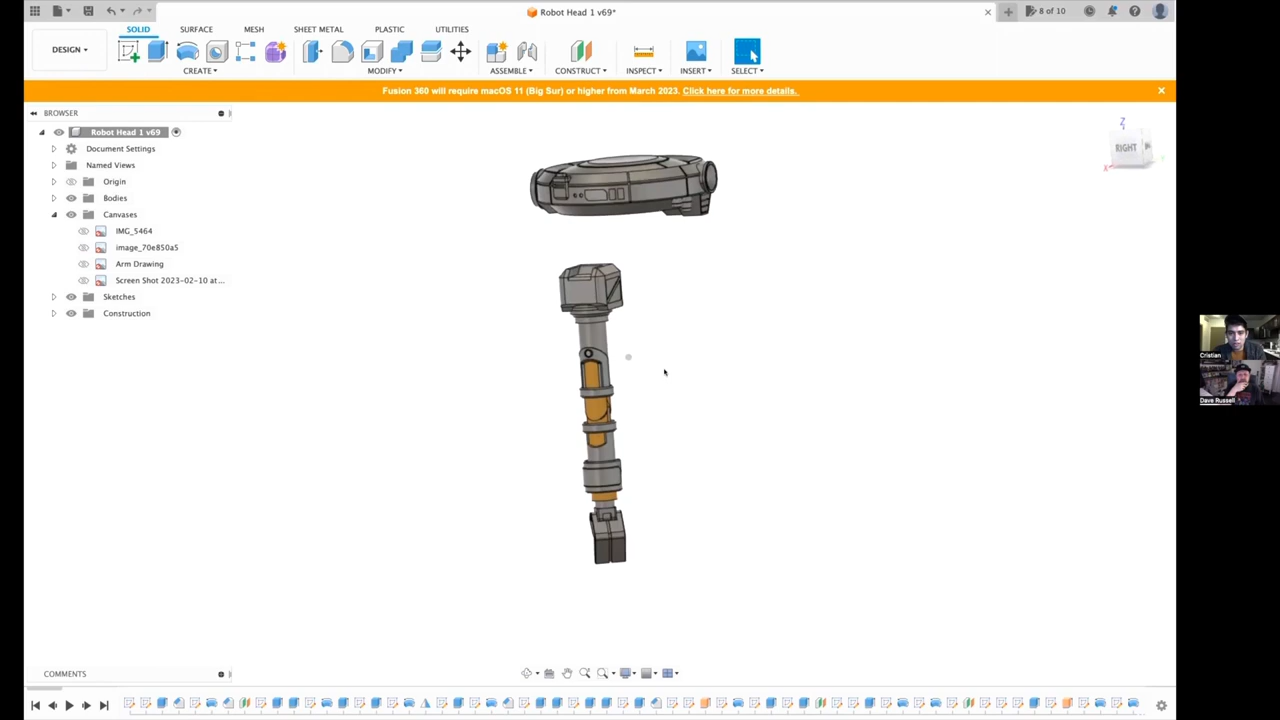 Robot Head 1 v69*
8 of 10
DESIGN
SOLID SURFACE MESH SHEET METAL PLASTIC UTILITIES
CREATE MODIFY ASSEMBLE CONSTRUCT INSPECT INSERT SELECT
Fusion 360 will require macOS 11 (Big Sur) or higher from March 2023. Click here for more details.
BROWSER
Robot Head 1 v69
Document Settings
Named Views
Origin
Bodies
Canvases
IMG_5464
image_70e850a5
Arm Drawing
Screen Shot 2023-02-10 at...
Sketches
Construction
Z
RIGHT
X
Cristian
Dave Russell
COMMENTS